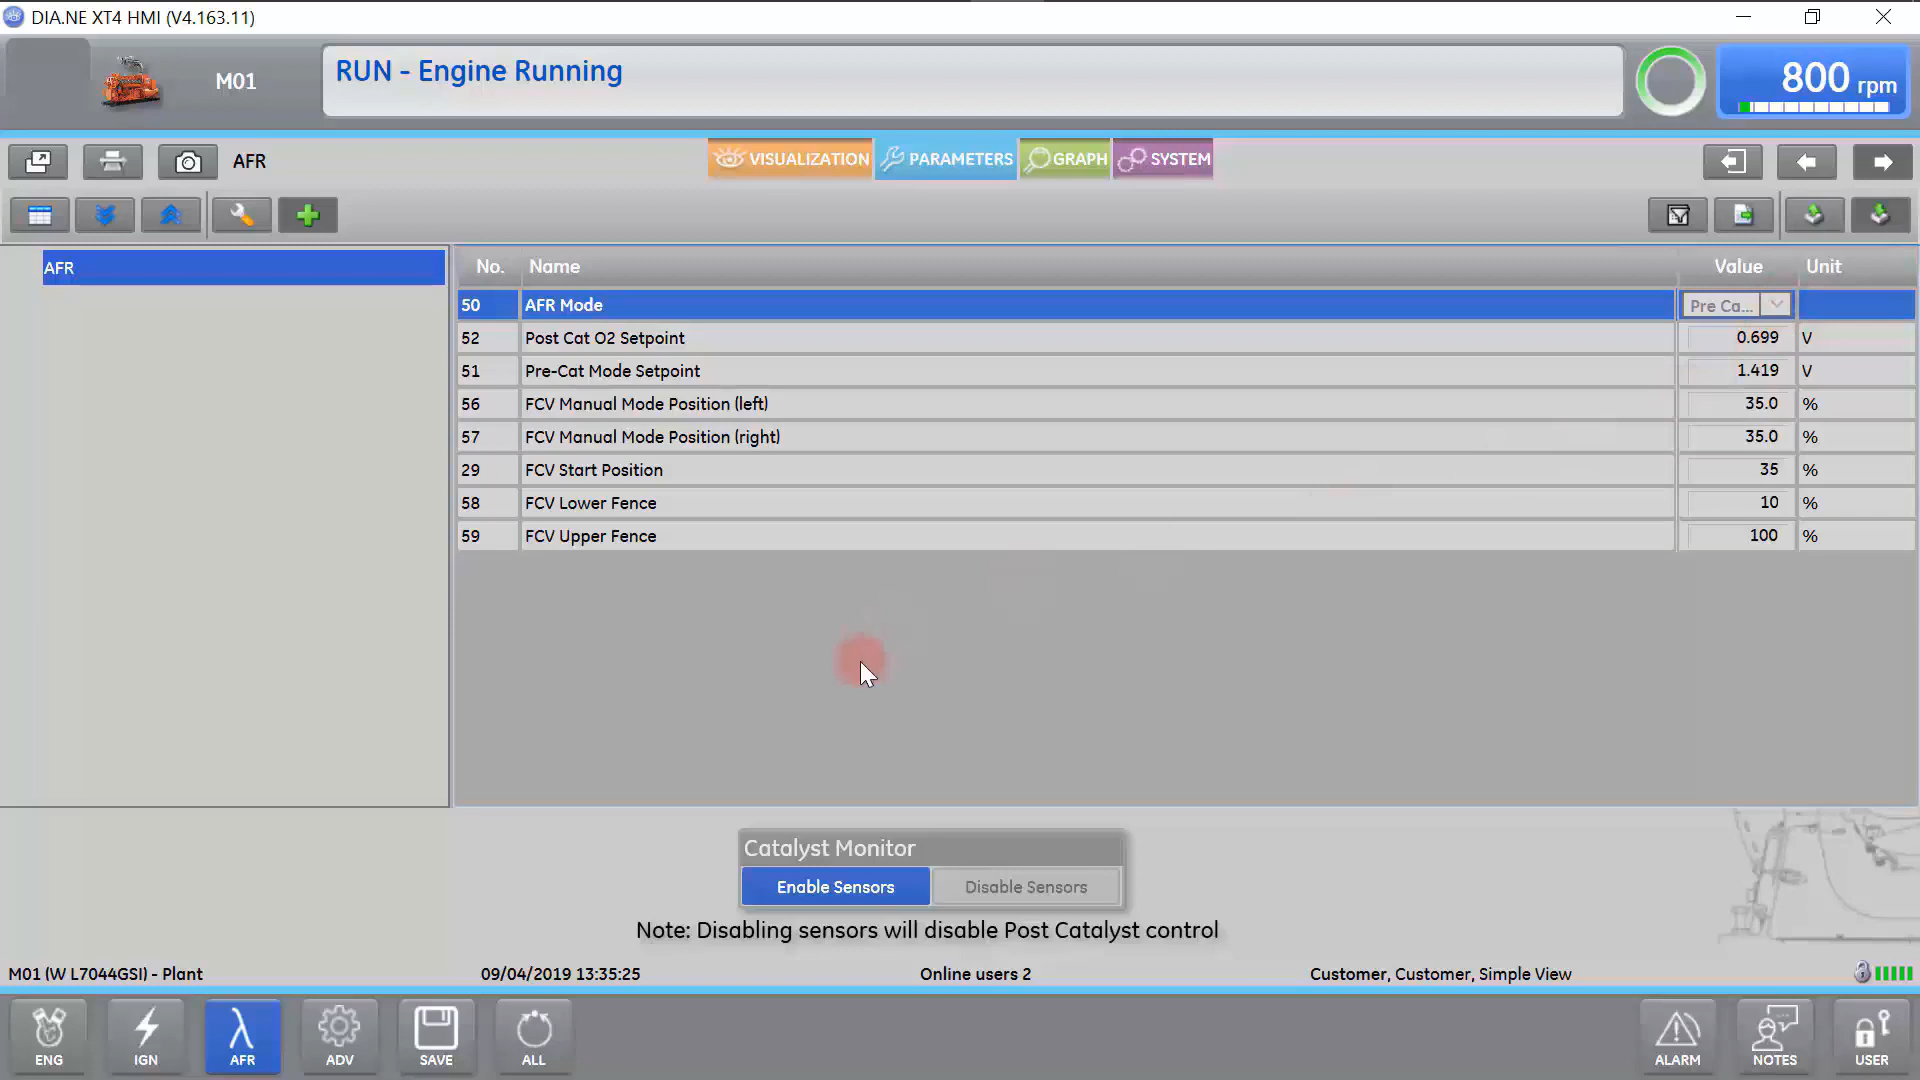 DIA.NE XT4 HMI (V4.163.11)
M01
RUN - Engine Running
800 rpm
AFR
VISUALIZATION
PARAMETERS
GRAPH
SYSTEM
AFR
No. Name Value Unit
50 AFR Mode Pre Ca...
52 Post Cat O2 Setpoint 0.699 V
51 Pre-Cat Mode Setpoint 1.419 V
56 FCV Manual Mode Position (left) 35.0 %
57 FCV Manual Mode Position (right) 35.0 %
29 FCV Start Position 35 %
58 FCV Lower Fence 10 %
59 FCV Upper Fence 100 %
Catalyst Monitor
Enable Sensors Disable Sensors
Note: Disabling sensors will disable Post Catalyst control
M01 (W L7044GSI) - Plant 09/04/2019 13:35:25 Online users 2 Customer, Customer, Simple View
λ
ENG IGN AFR ADV SAVE ALL ALARM NOTES USER